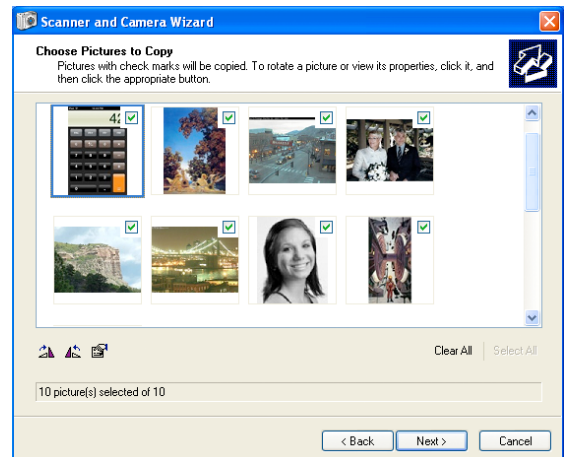 Scanner and Camera Wizard
Choose Pictures to Copy
Pictures with check marks will be copied. To rotate a picture or view its properties, click it, and
then click the appropriate button.
42
Clear All
Select All
10 picture(s) selected of 10
< Back
Next >
Cancel